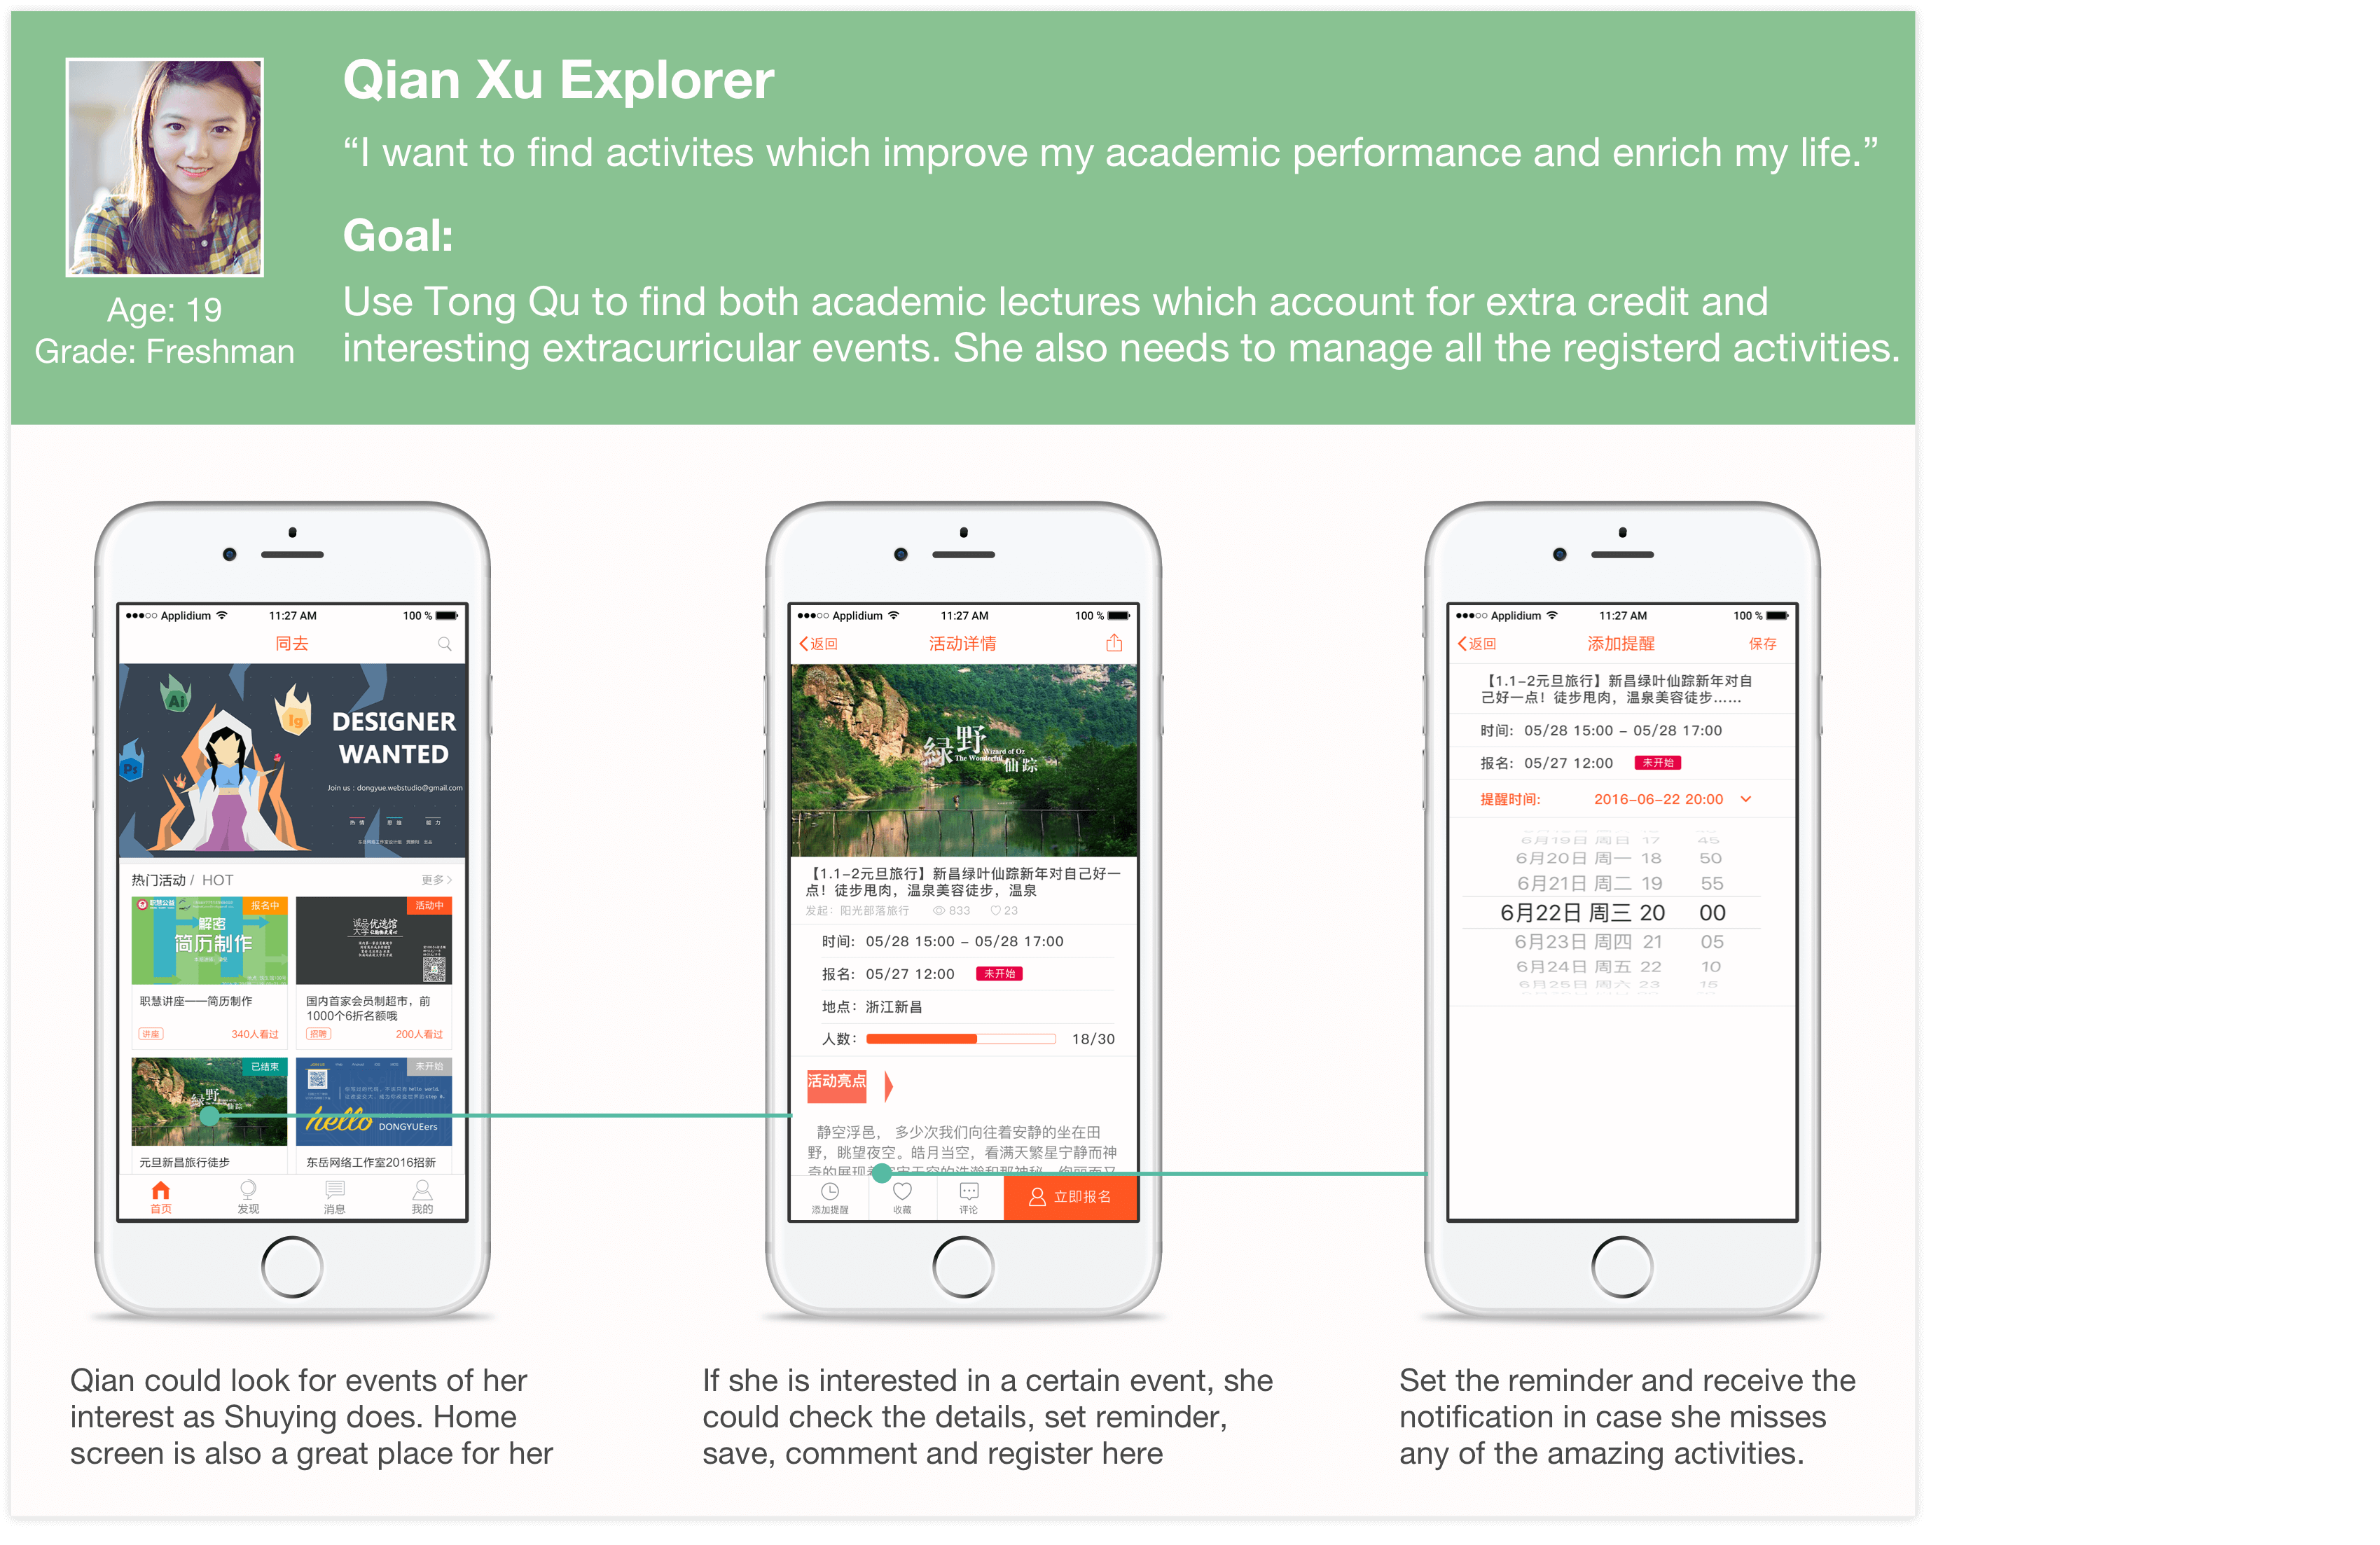 Qian Xu Explorer
“I want to find activites which improve my academic performance and enrich my life.”
Goal:
Use Tong Qu to find both academic lectures which account for extra credit and
interesting extracurricular events. She also needs to manage all the registerd activities.
Age: 19
Grade: Freshman
Applidium 11:27 AM 100 %
同去
Ai
Ig
Ps
DESIGNER
WANTED
Join us : dongyue.webstudio@gmail.com
热情 思维 能力
热门活动 / HOT 更多
职慧公益 报名中
解密
简历制作
职慧讲座——简历制作
讲座 340人看过
活动中
诚品优选馆
大学
国内首家会员制超市，前
1000个6折名额哦
招聘 200人看过
已结束
绿野
仙踪
元旦新昌旅行徒步
未开始
hello DONGYUEers
东岳网络工作室2016招新
首页 发现 消息 我的
Applidium 11:27 AM 100 %
返回 活动详情
绿野
Wizard of Oz
The Wonderful
仙踪
【1.1-2元旦旅行】新昌绿叶仙踪新年对自己好一
点！徒步甩肉，温泉美容徒步，温泉
发起：阳光部落旅行 833 23
时间： 05/28 15:00 - 05/28 17:00
报名： 05/27 12:00 未开始
地点： 浙江新昌
人数： 18/30
活动亮点
静空浮邑， 多少次我们向往着安静的坐在田
野，眺望夜空。皓月当空，看满天繁星宁静而神
添加提醒 收藏 评论 立即报名
Applidium 11:27 AM 100 %
返回 添加提醒 保存
【1.1-2元旦旅行】新昌绿叶仙踪新年对自
己好一点！徒步甩肉，温泉美容徒步……
时间： 05/28 15:00 - 05/28 17:00
报名： 05/27 12:00 未开始
提醒时间: 2016-06-22 20:00
6月19日 周日 17 45
6月20日 周一 18 50
6月21日 周二 19 55
6月22日 周三 20 00
6月23日 周四 21 05
6月24日 周五 22 10
6月25日 周六 23 15
Qian could look for events of her
interest as Shuying does. Home
screen is also a great place for her
If she is interested in a certain event, she
could check the details, set reminder,
save, comment and register here
Set the reminder and receive the
notification in case she misses
any of the amazing activities.